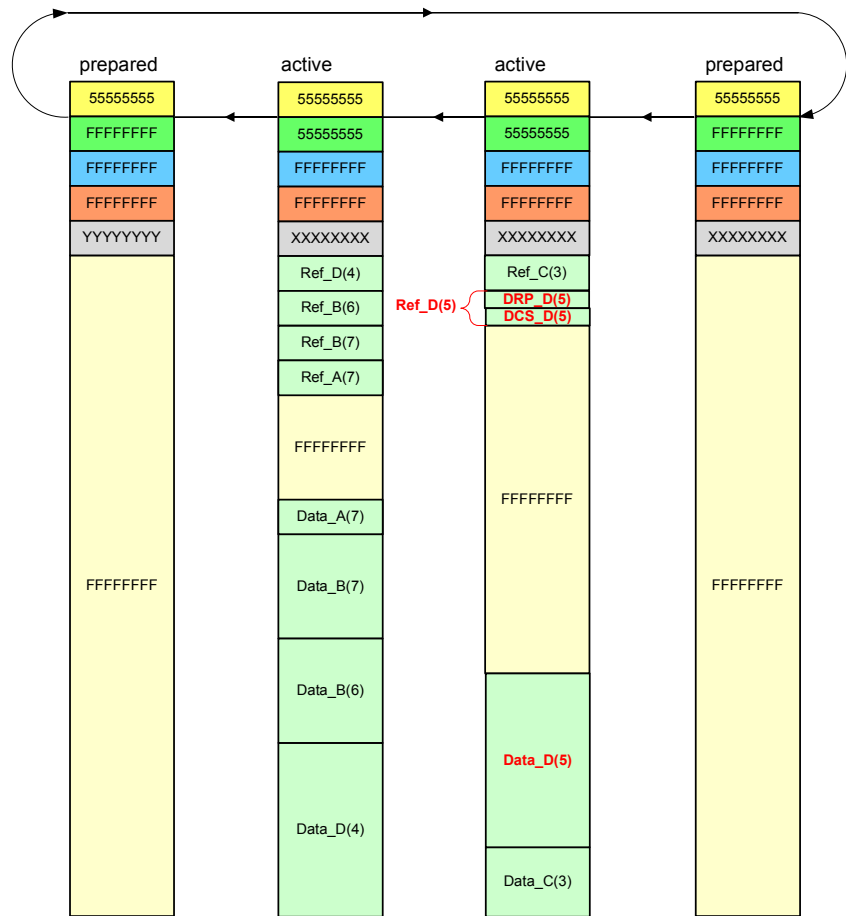 prepared
active
active
prepared
55555555
55555555
55555555
55555555
FFFFFFFF
55555555
55555555
FFFFFFFF
FFFFFFFF
FFFFFFFF
FFFFFFFF
FFFFFFFF
FFFFFFFF
FFFFFFFF
FFFFFFFF
FFFFFFFF
YYYYYYYY
XXXXXXXX
XXXXXXXX
XXXXXXXX
Ref_D(4)
Ref_C(3)
Ref_B(6)
Ref_D(5)
DRP_D(5)
DCS_D(5)
Ref_B(7)
Ref_A(7)
FFFFFFFF
FFFFFFFF
Data_A(7)
FFFFFFFF
Data_B(7)
FFFFFFFF
Data_B(6)
Data_D(5)
Data_D(4)
Data_C(3)